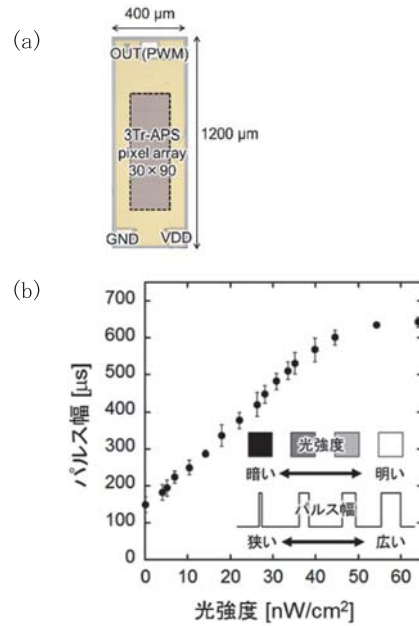 (a)
400 μm
OUT(PWM)
3Tr-APS
pixel array
30×90
1200 μm
GND
VDD
(b)
パルス幅 [μs]
700
600
500
400
300
200
100
0
光強度
暗い
明い
パルス幅
狭い
広い
0 10 20 30 40 50 60
光強度 [nW/cm²]